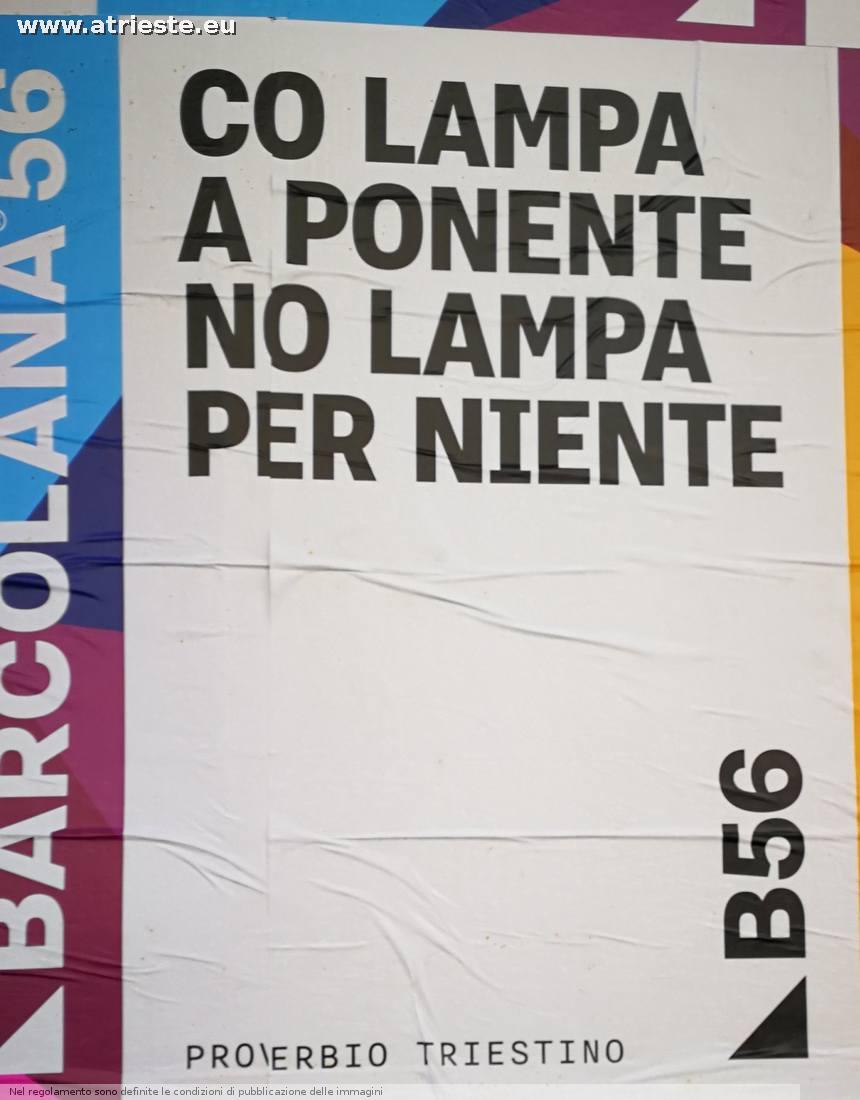 www.atrieste.eu
BARCOLANA® 56
CO LAMPA
A PONENTE
NO LAMPA
PER NIENTE
B56
PROVERBIO TRIESTINO
Nel regolamento sono definite le condizioni di pubblicazione delle immagini